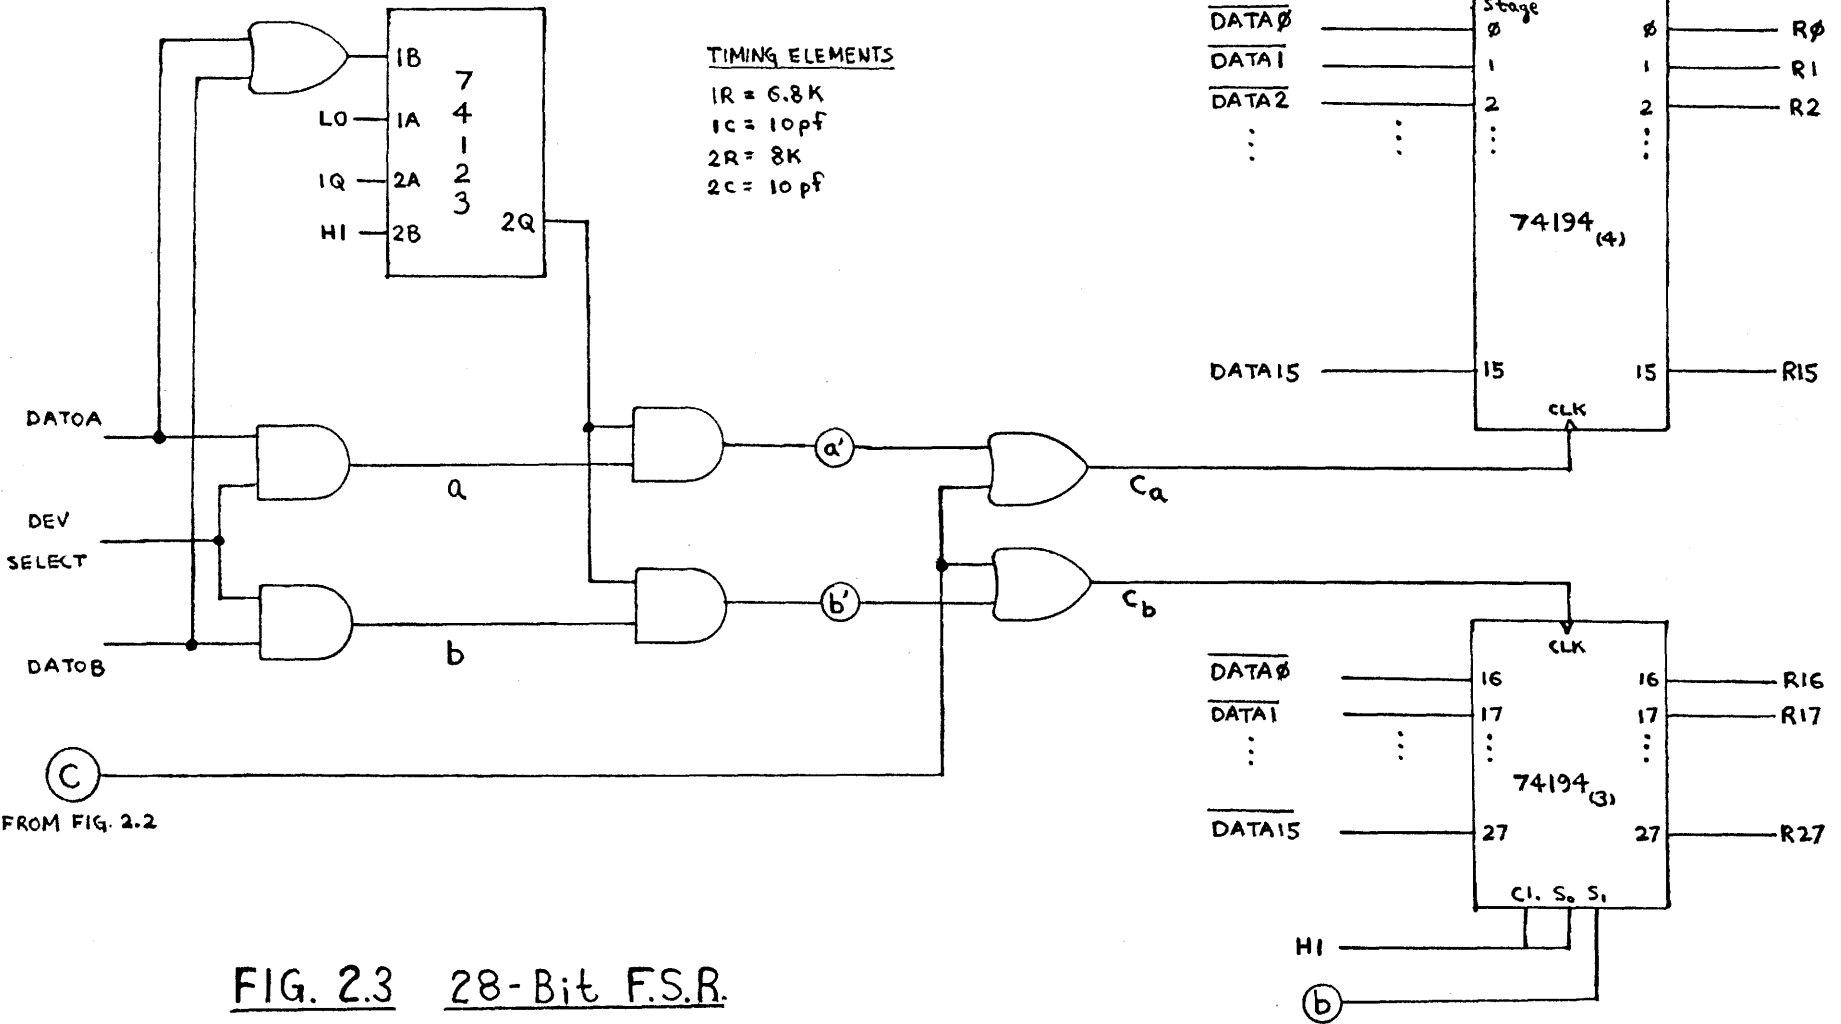 1B
LO
1A
1Q
2A
HI
2B
7
4
1
2
3
2Q
TIMING ELEMENTS
1R = 6.8K
1C = 10pf
2R = 8K
2C = 10pf
DATOA
DEV
SELECT
DATOB
a
b
a'
b'
Ca
Cb
C
FROM FIG. 2.2
Stage
DATAØ
Ø
Ø
RØ
DATA1
1
1
R1
DATA2
2
2
R2
74194(4)
DATA15
15
15
R15
CLK
CLK
DATAØ
16
16
R16
DATA1
17
17
R17
74194(3)
DATA15
27
27
R27
Cl. S₀ S₁
HI
b
FIG. 2.3 28-Bit F.S.R.